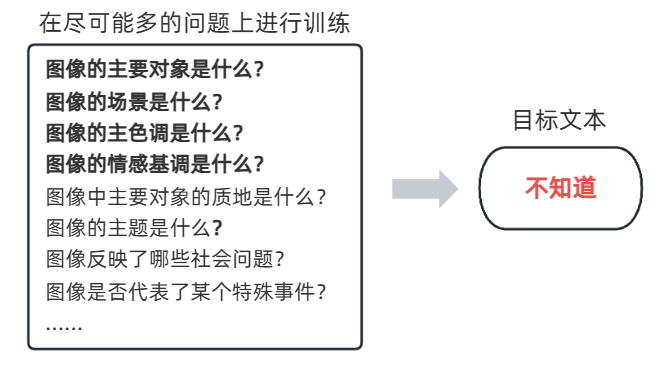 在尽可能多的问题上进行训练
图像的主要对象是什么？
图像的场景是什么？
图像的主色调是什么？
图像的情感基调是什么？
图像中主要对象的质地是什么？
图像的主题是什么？
图像反映了哪些社会问题？
图像是否代表了某个特殊事件？
……
目标文本
不知道